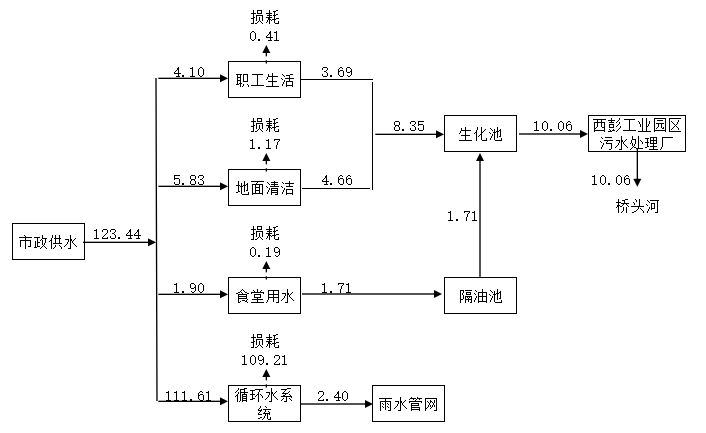 损耗
0.41
4.10
职工生活
3.69
损耗
1.17
8.35
生化池
10.06
西彭工业园区
污水处理厂
5.83
地面清洁
4.66
10.06
桥头河
1.71
市政供水
123.44
损耗
0.19
1.90
食堂用水
1.71
隔油池
损耗
109.21
111.61
循环水系
统
2.40
雨水管网